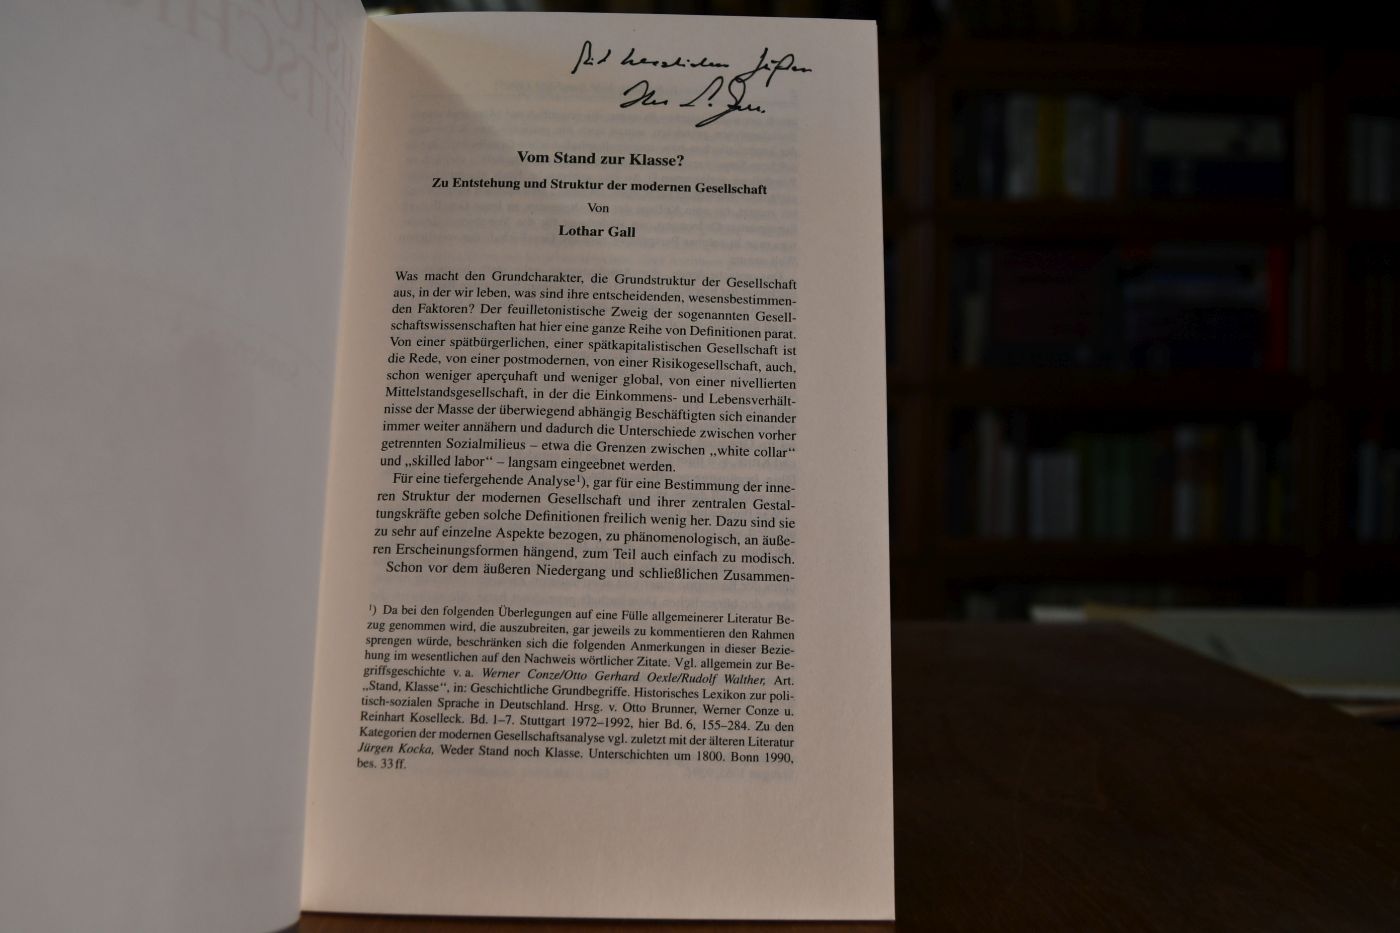 Mit herzlichen Grüßen
Ihr L. Gall
Vom Stand zur Klasse?
Zu Entstehung und Struktur der modernen Gesellschaft
Von
Lothar Gall
Was macht den Grundcharakter, die Grundstruktur der Gesellschaft
aus, in der wir leben, was sind ihre entscheidenden, wesensbestimmen-
den Faktoren? Der feuilletonistische Zweig der sogenannten Gesell-
schaftswissenschaften hat hier eine ganze Reihe von Definitionen parat.
Von einer spätbürgerlichen, einer spätkapitalistischen Gesellschaft ist
die Rede, von einer postmodernen, von einer Risikogesellschaft, auch,
schon weniger aperçuhaft und weniger global, von einer nivellierten
Mittelstandsgesellschaft, in der die Einkommens- und Lebensverhält-
nisse der Masse der überwiegend abhängig Beschäftigten sich einander
immer weiter annähern und dadurch die Unterschiede zwischen vorher
getrennten Sozialmilieus – etwa die Grenzen zwischen „white collar“
und „skilled labor“ – langsam eingeebnet werden.
Für eine tiefergehende Analyse¹), gar für eine Bestimmung der inne-
ren Struktur der modernen Gesellschaft und ihrer zentralen Gestal-
tungskräfte geben solche Definitionen freilich wenig her. Dazu sind sie
zu sehr auf einzelne Aspekte bezogen, zu phänomenologisch, an äuße-
ren Erscheinungsformen hängend, zum Teil auch einfach zu modisch.
Schon vor dem äußeren Niedergang und schließlichen Zusammen-
¹) Da bei den folgenden Überlegungen auf eine Fülle allgemeinerer Literatur Be-
zug genommen wird, die auszubreiten, gar jeweils zu kommentieren den Rahmen
sprengen würde, beschränken sich die folgenden Anmerkungen in dieser Bezie-
hung im wesentlichen auf den Nachweis wörtlicher Zitate. Vgl. allgemein zur Be-
griffsgeschichte v. a. Werner Conze/Otto Gerhard Oexle/Rudolf Walther, Art.
„Stand, Klasse“, in: Geschichtliche Grundbegriffe. Historisches Lexikon zur poli-
tisch-sozialen Sprache in Deutschland. Hrsg. v. Otto Brunner, Werner Conze u.
Reinhart Koselleck. Bd. 1–7. Stuttgart 1972–1992, hier Bd. 6, 155–284. Zu den
Kategorien der modernen Gesellschaftsanalyse vgl. zuletzt mit der älteren Literatur
Jürgen Kocka, Weder Stand noch Klasse. Unterschichten um 1800. Bonn 1990,
bes. 33 ff.